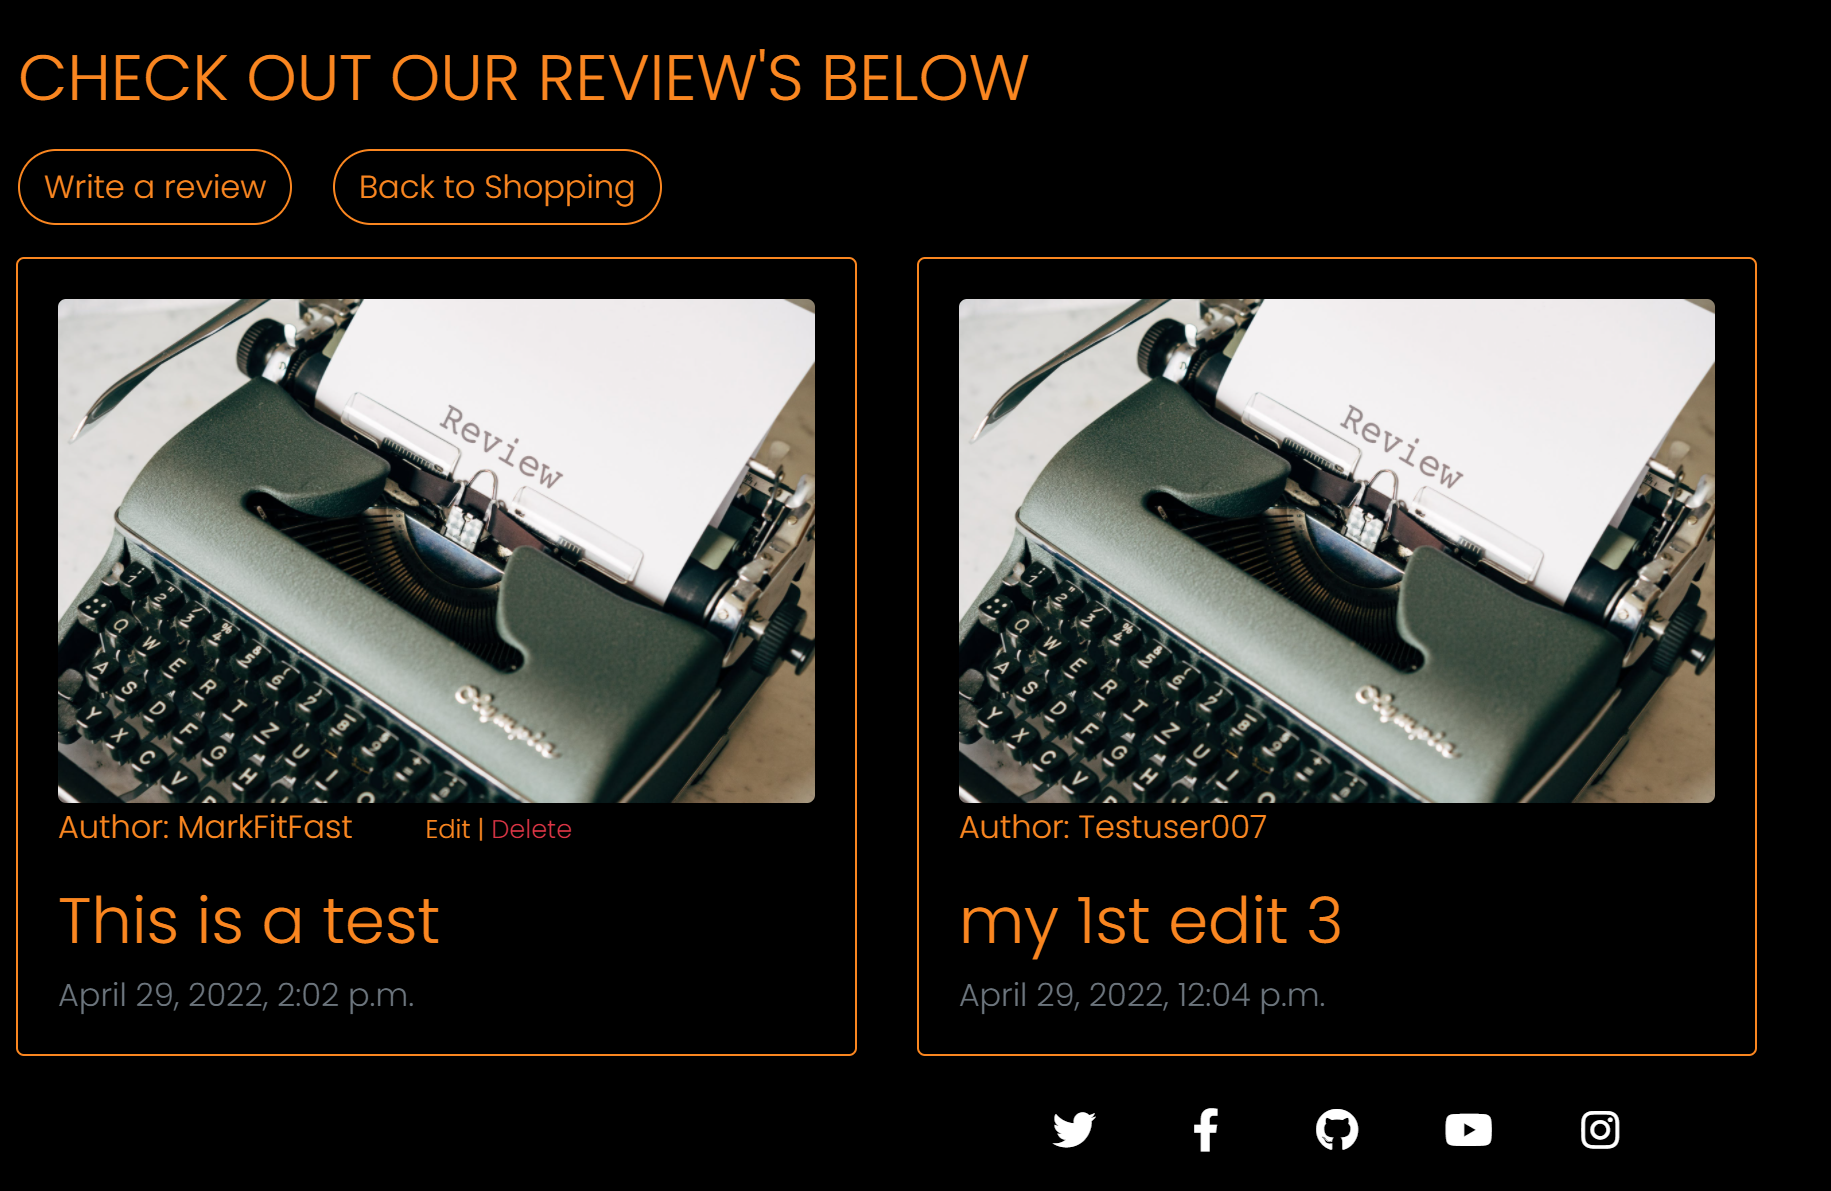 CHECK OUT OUR REVIEW'S BELOW
Write a review
Back to Shopping
Review
Olympia
Q W E R T Z U I O
A S D F G H
Y X C V
Author: MarkFitFast
Edit | Delete
This is a test
April 29, 2022, 2:02 p.m.
Review
Olympia
Q W E R T Z U I O
A S D F G H
Y X C V
Author: Testuser007
my 1st edit 3
April 29, 2022, 12:04 p.m.